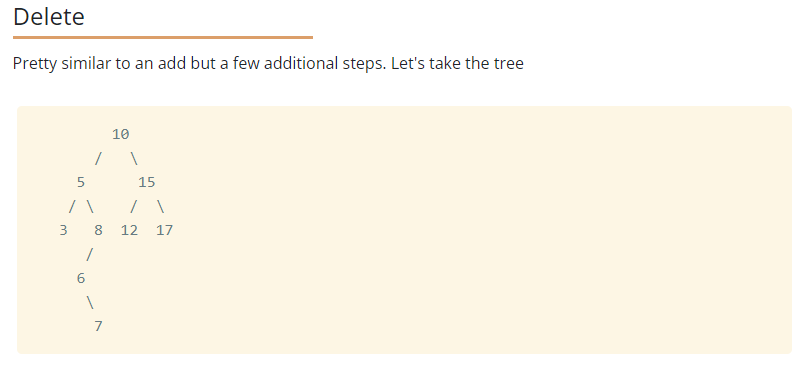 Delete
Pretty similar to an add but a few additional steps. Let's take the tree
10
/ \
5 15
/ \ / \
3 8 12 17
/
6
\
7